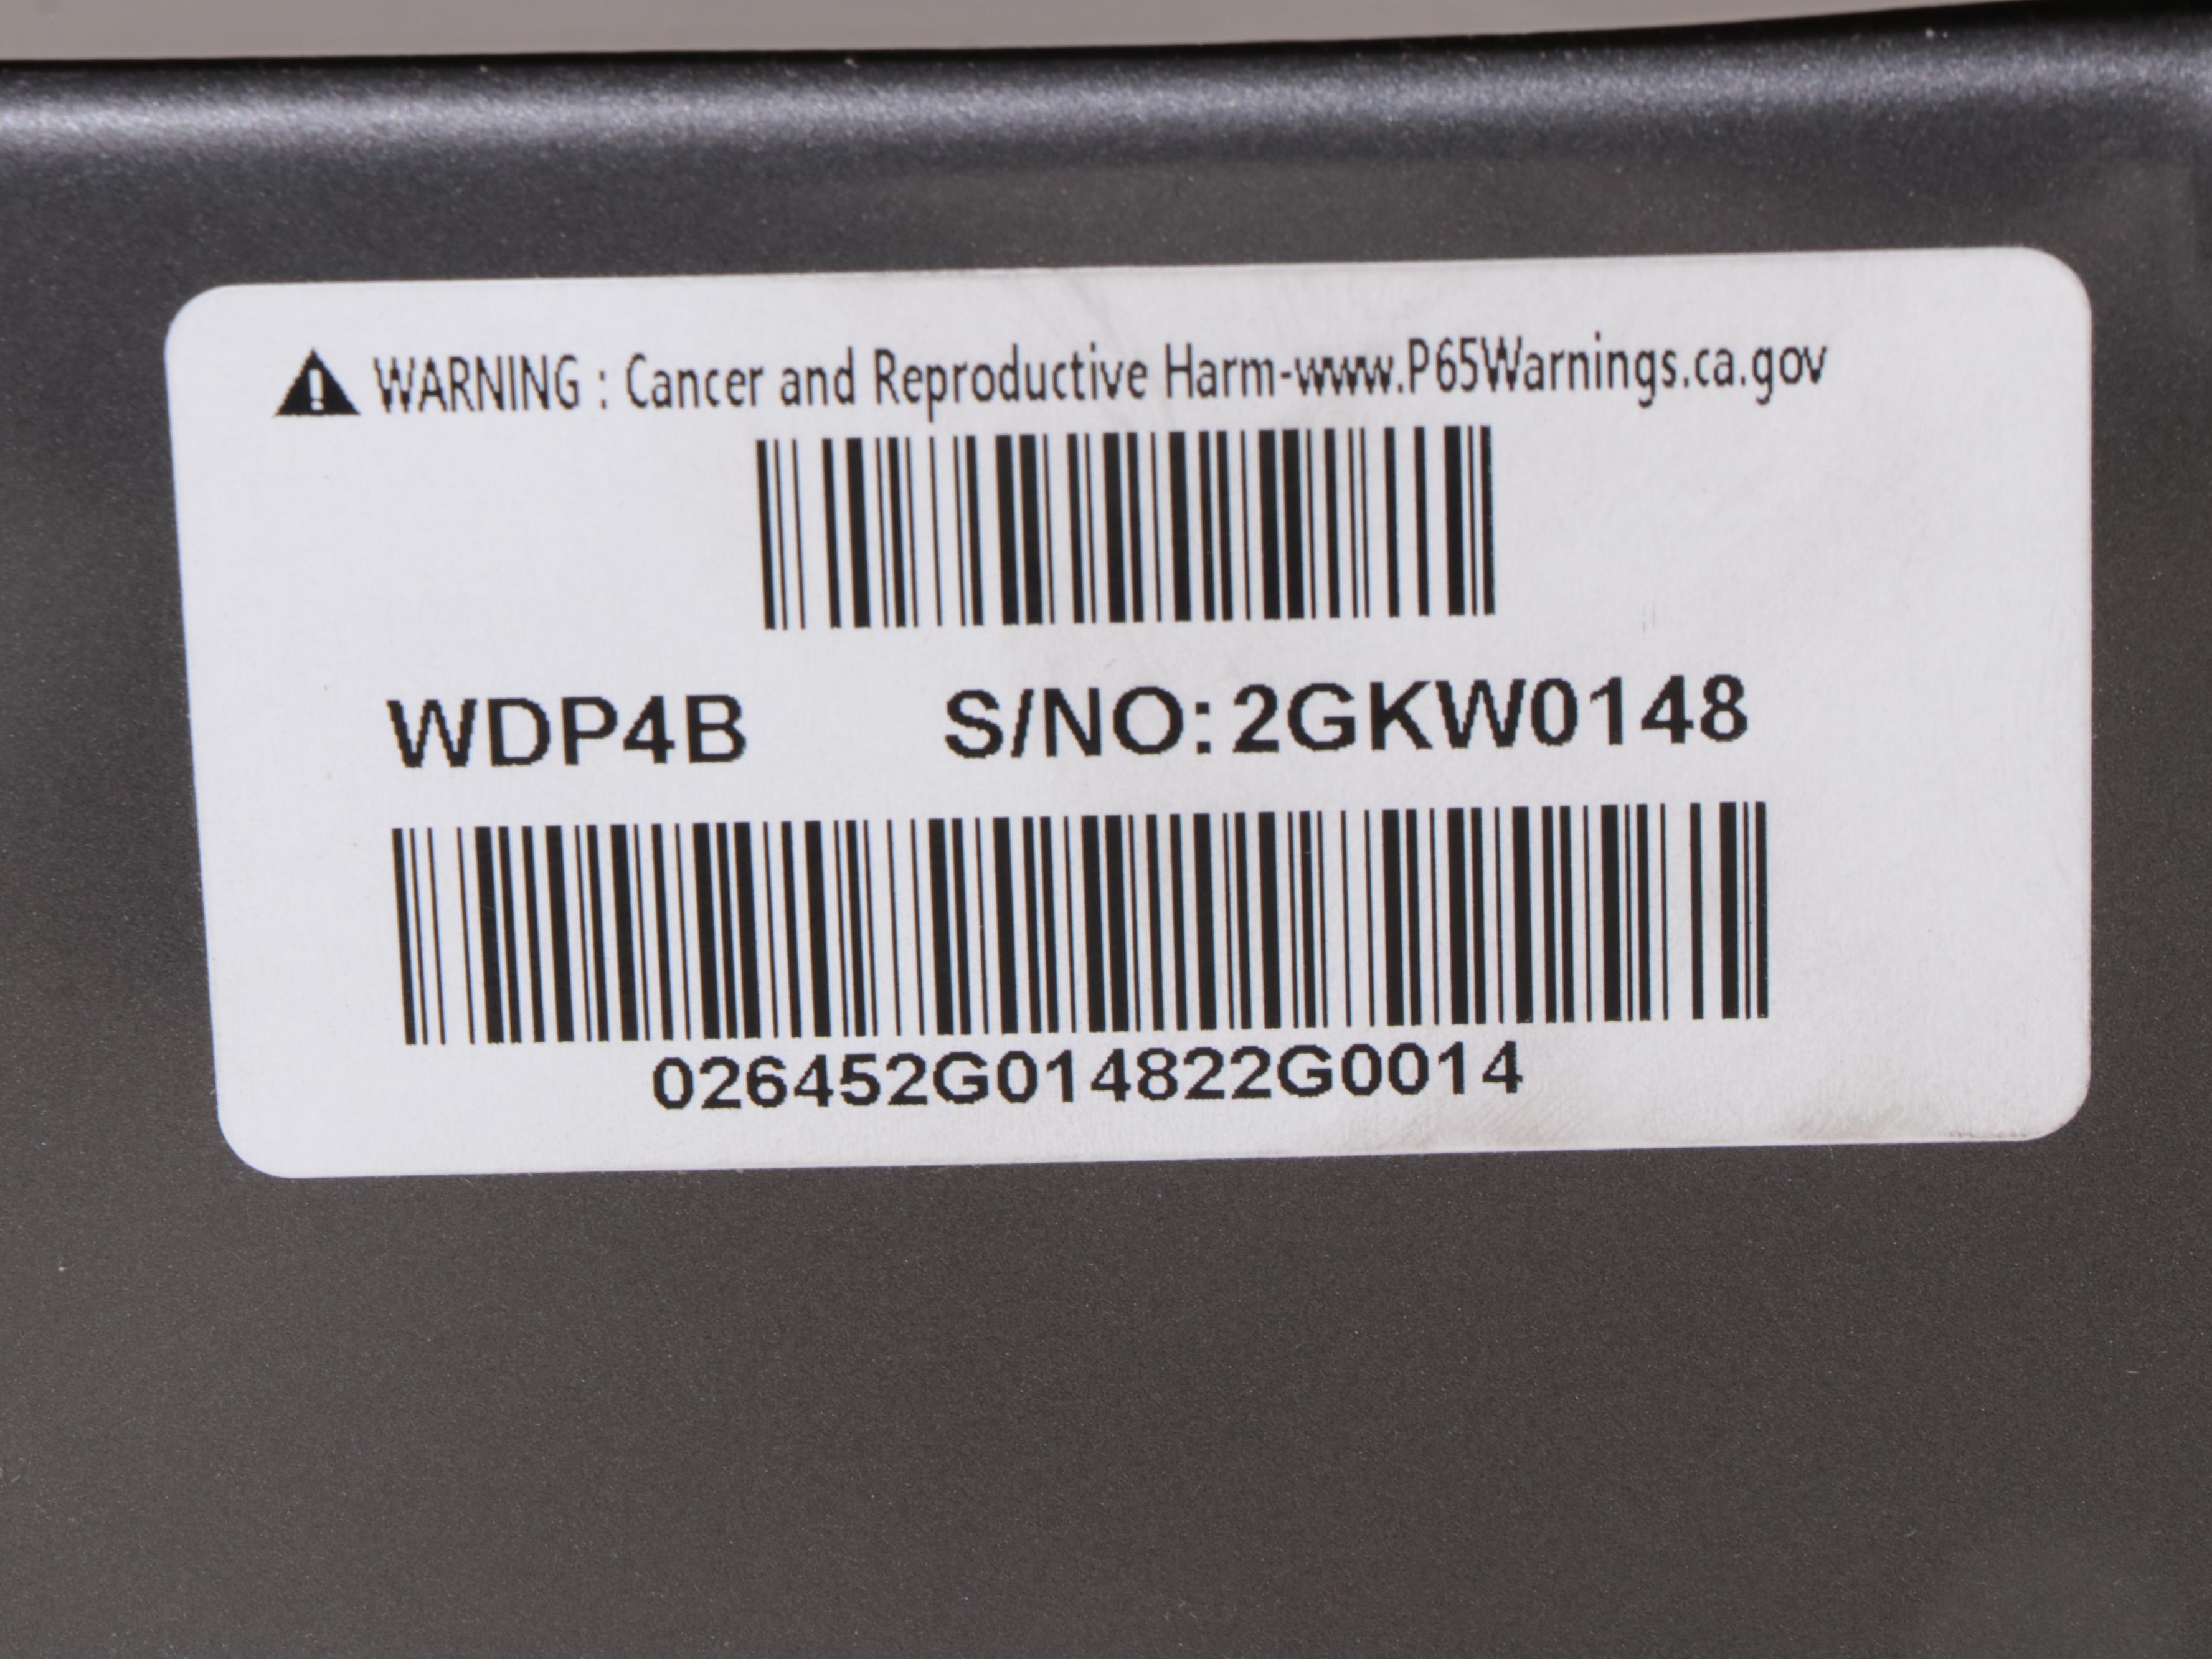 WARNING : Cancer and Reproductive Harm-www.P65Warnings.ca.gov
WDP4B S/NO:2GKW0148
026452G014822G0014